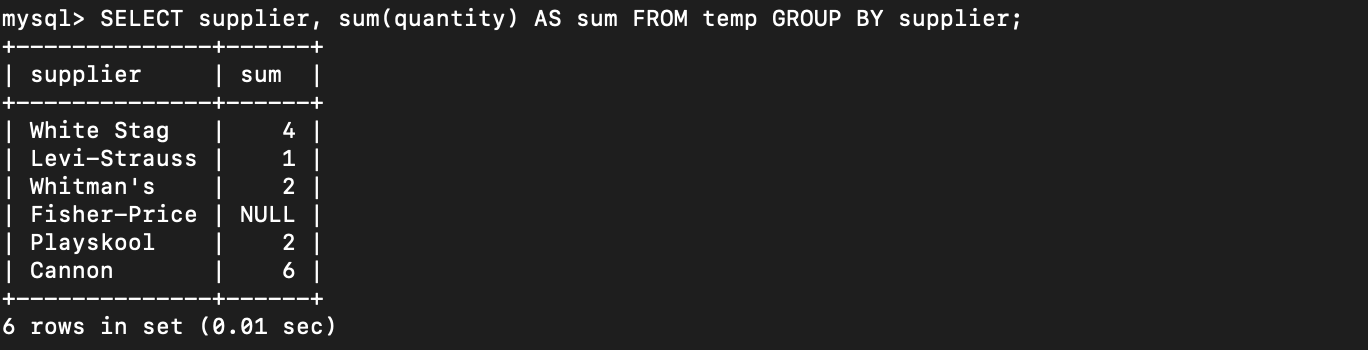 mysql> SELECT supplier, sum(quantity) AS sum FROM temp GROUP BY supplier;
+--------------+------+
| supplier     | sum  |
+--------------+------+
| White Stag   |    4 |
| Levi-Strauss |    1 |
| Whitman's    |    2 |
| Fisher-Price | NULL |
| Playskool    |    2 |
| Cannon       |    6 |
+--------------+------+
6 rows in set (0.01 sec)